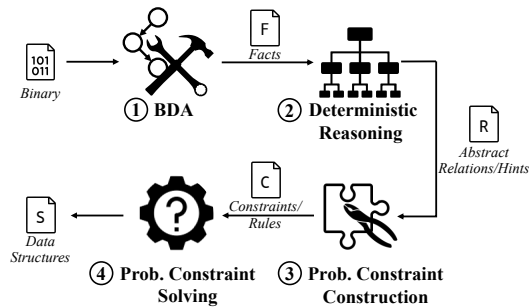 101
011
Binary
① BDA
F
Facts
② Deterministic
Reasoning
R
Abstract
Relations/Hints
C
Constraints/
Rules
③ Prob. Constraint
Construction
?
④ Prob. Constraint
Solving
S
Data
Structures